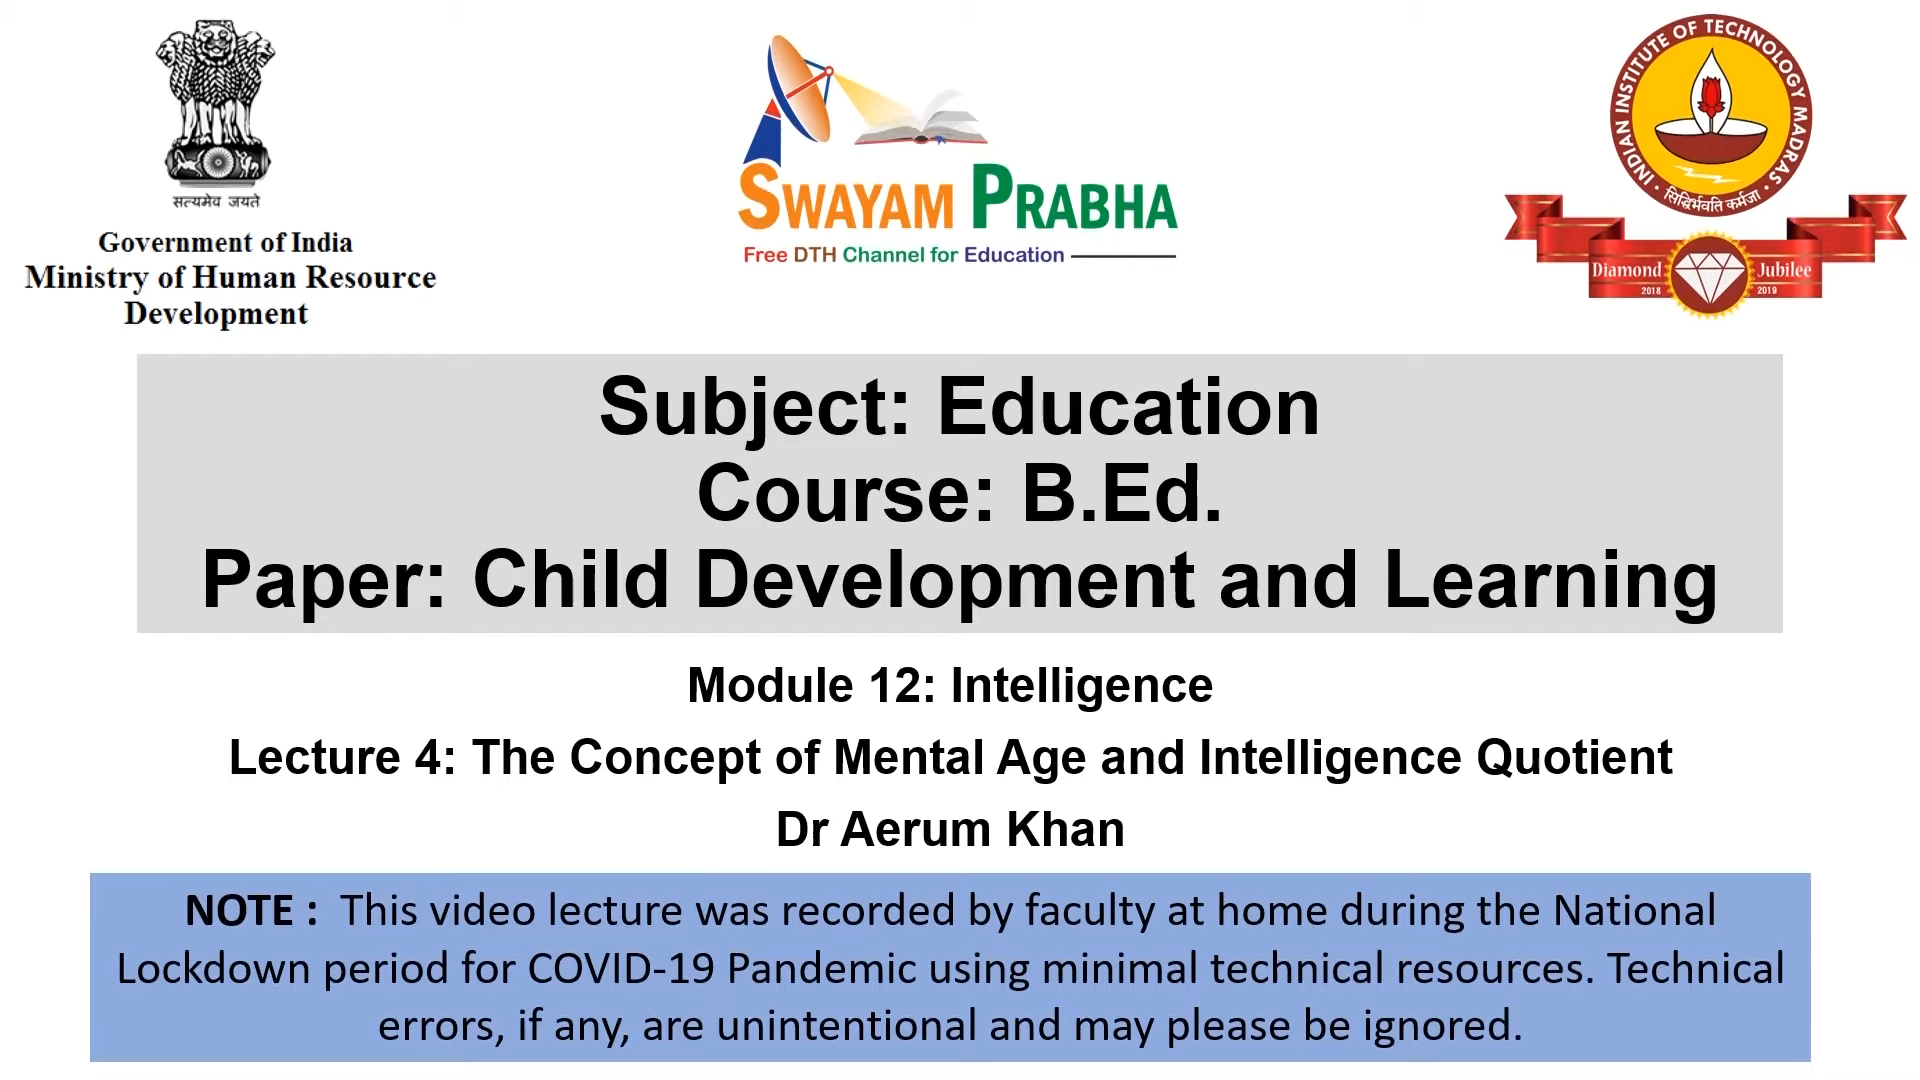 सत्यमेव जयते
Government of India
Ministry of Human Resource
Development
SWAYAM PRABHA
Free DTH Channel for Education
INDIAN INSTITUTE OF TECHNOLOGY MADRAS
सिद्धिर्भवति कर्मजा
Diamond Jubilee
2018 2019
Subject: Education
Course: B.Ed.
Paper: Child Development and Learning
Module 12: Intelligence
Lecture 4: The Concept of Mental Age and Intelligence Quotient
Dr Aerum Khan
NOTE : This video lecture was recorded by faculty at home during the National
Lockdown period for COVID-19 Pandemic using minimal technical resources. Technical
errors, if any, are unintentional and may please be ignored.